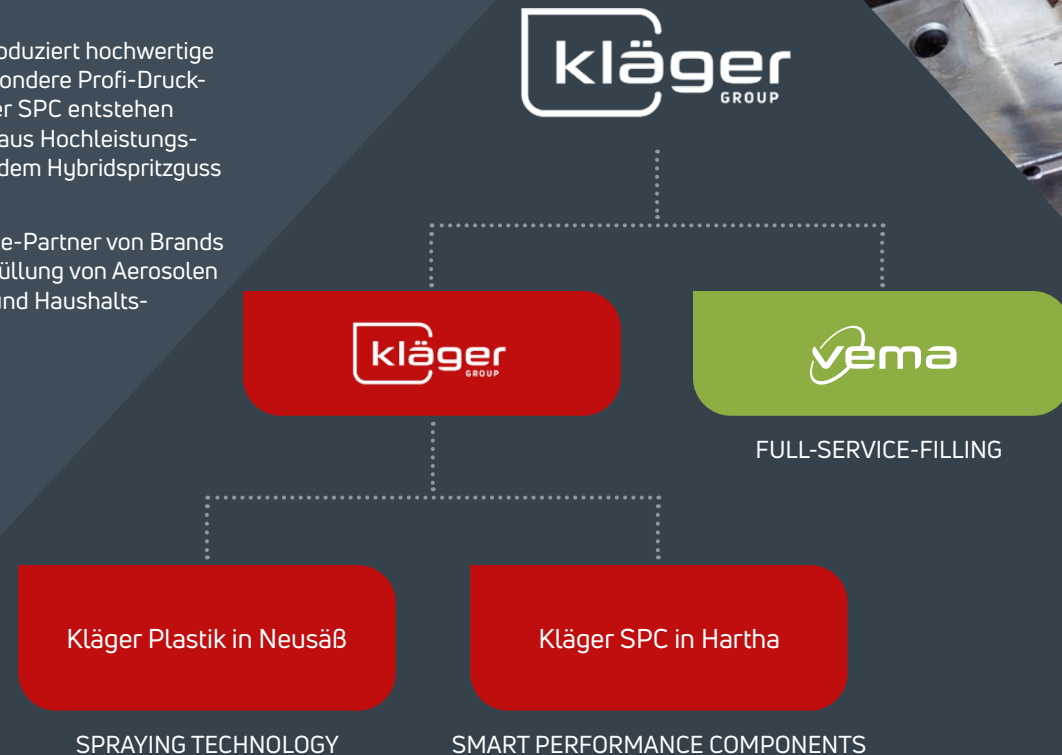 oduziert hochwertige
ondere Profi-Druck-
er SPC entstehen
aus Hochleistungs-
dem Hybridspritzguss
e-Partner von Brands
üllung von Aerosolen
und Haushalts-
kläger
GROUP
kläger
GROUP
vema
FULL-SERVICE-FILLING
Kläger Plastik in Neusäß
Kläger SPC in Hartha
SPRAYING TECHNOLOGY
SMART PERFORMANCE COMPONENTS